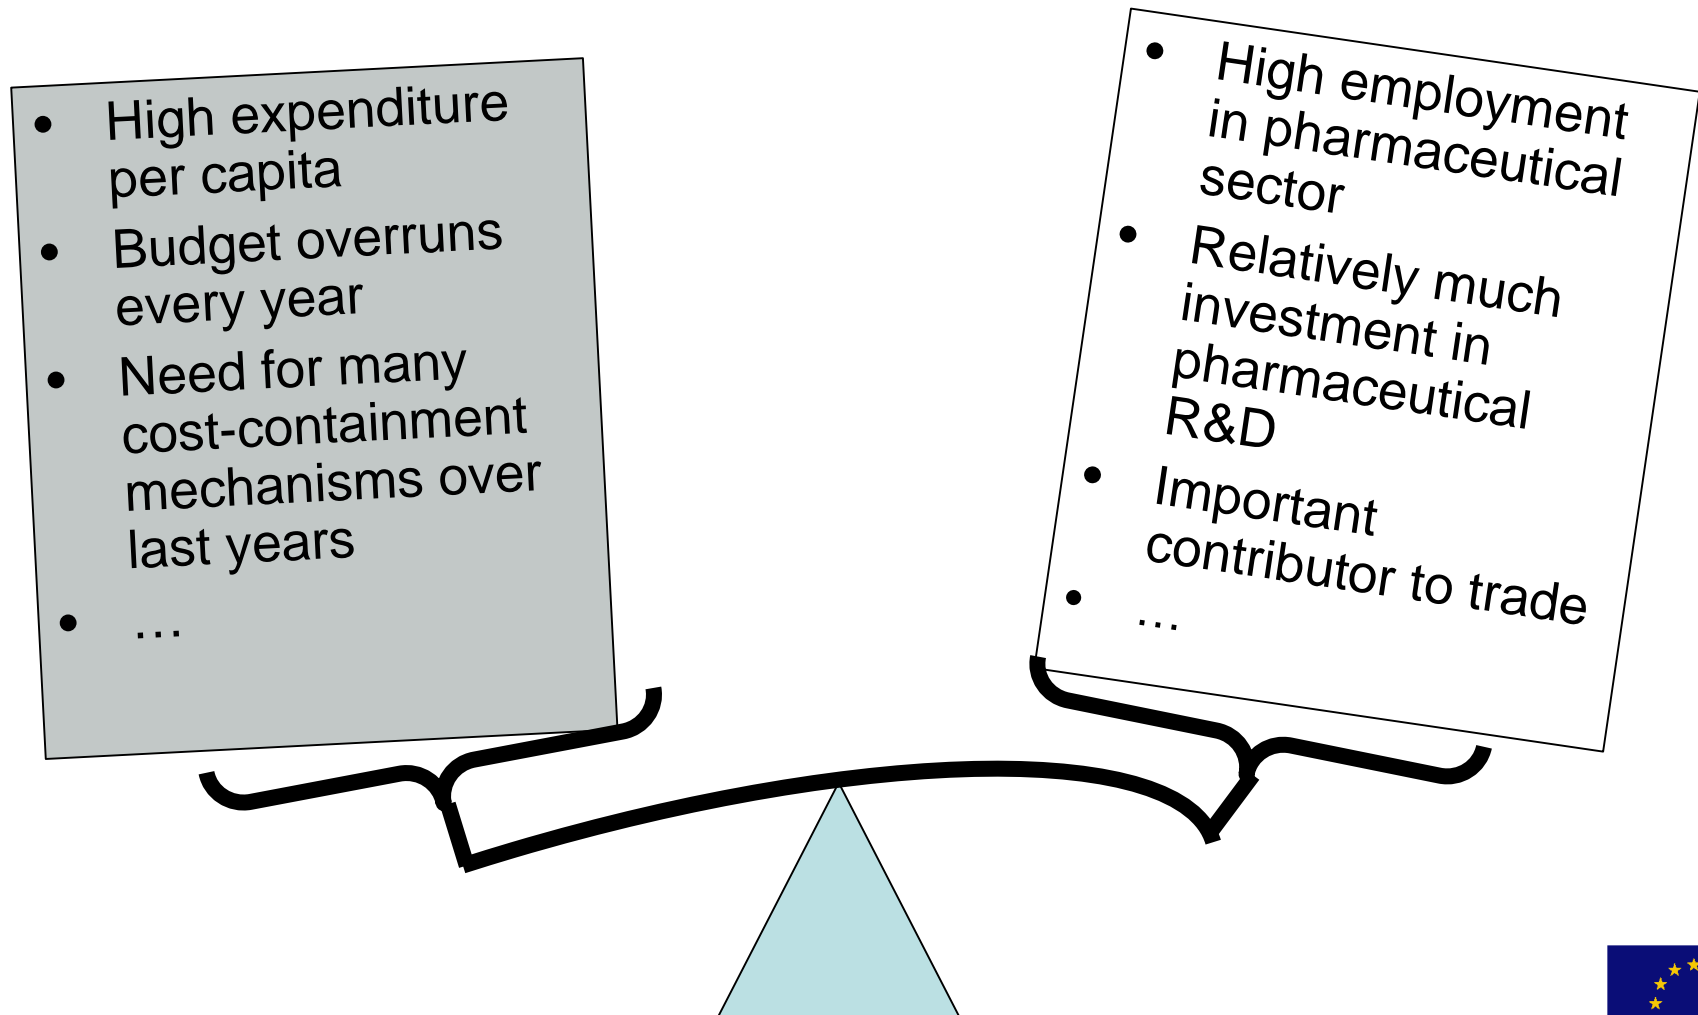 • High expenditure
per capita
• Budget overruns
every year
• Need for many
cost-containment
mechanisms over
last years
• …
• High employment
in pharmaceutical
sector
• Relatively much
investment in
pharmaceutical
R&D
• Important
contributor to trade
• …